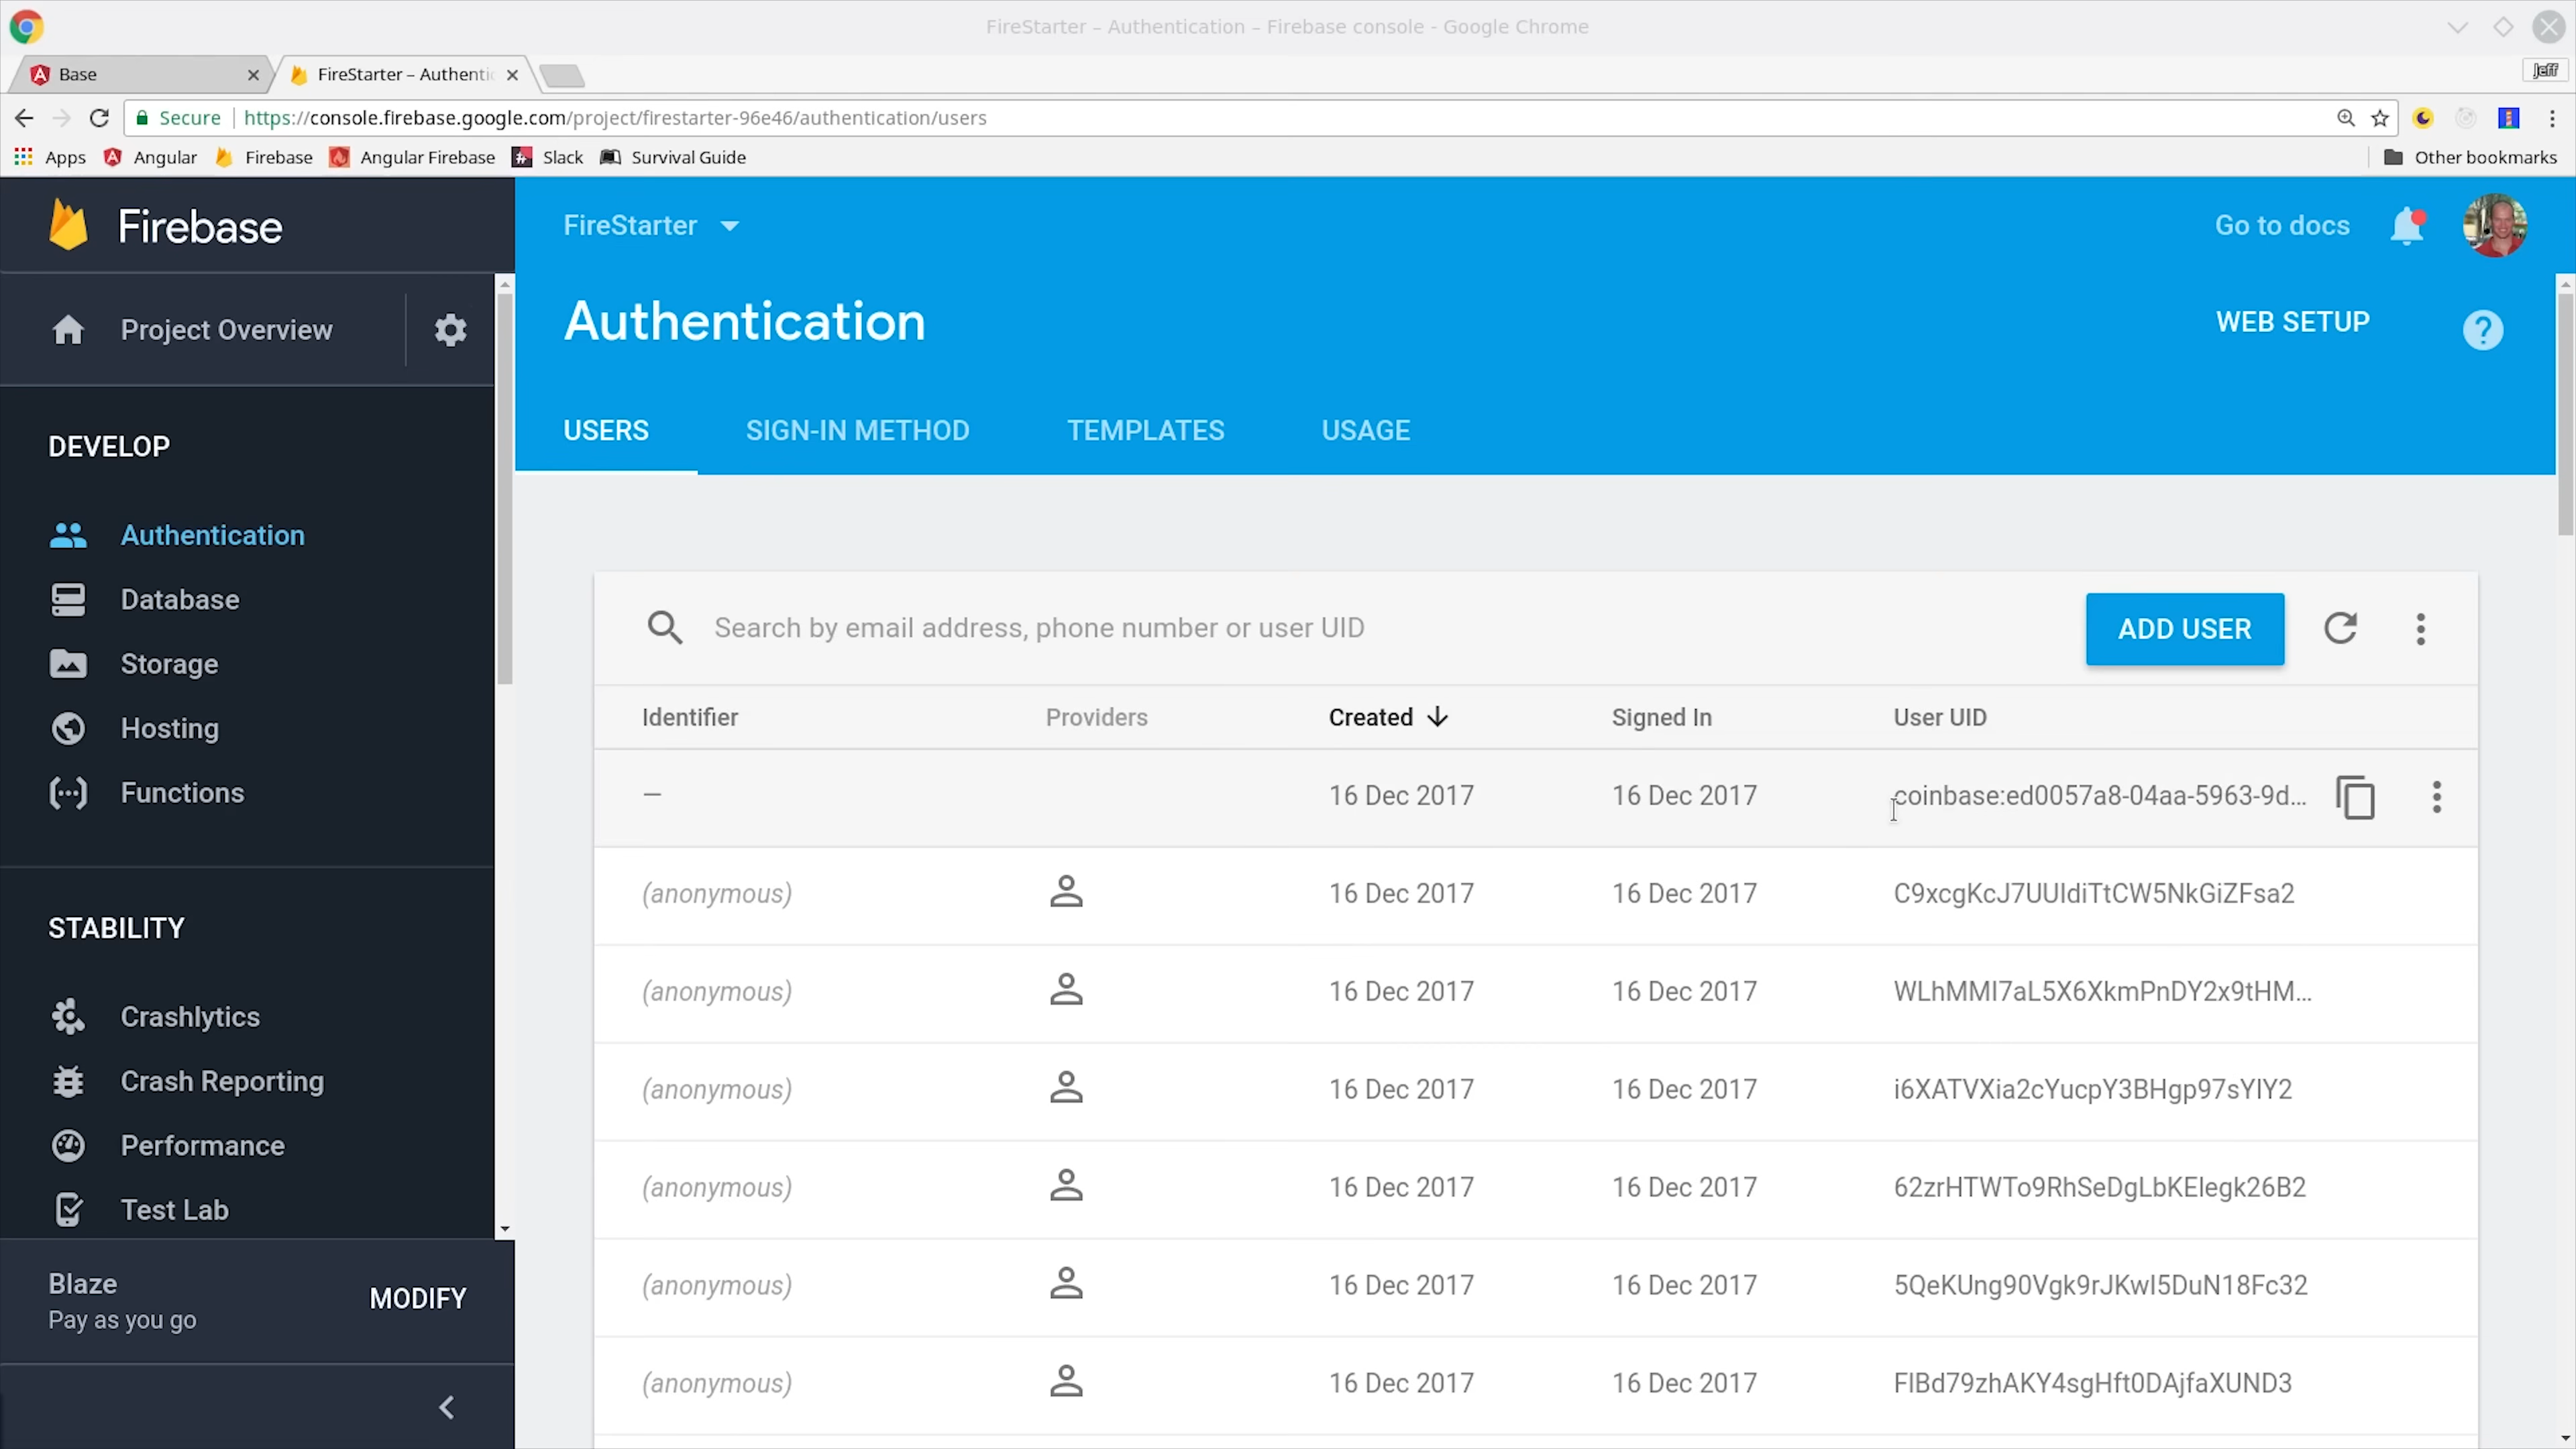 FireStarter – Authentication – Firebase console - Google Chrome
Base
FireStarter – Authentic
Jeff
Secure
https://console.firebase.google.com/project/firestarter-96e46/authentication/users
Apps
Angular
Firebase
Angular Firebase
Slack
Survival Guide
Other bookmarks
Firebase
FireStarter
Go to docs
Project Overview
Authentication
WEB SETUP
USERS
SIGN-IN METHOD
TEMPLATES
USAGE
DEVELOP
Authentication
Database
Storage
Hosting
Functions
STABILITY
Crashlytics
Crash Reporting
Performance
Test Lab
Blaze
Pay as you go
MODIFY
Search by email address, phone number or user UID
ADD USER
Identifier Providers Created Signed In User UID
— 16 Dec 2017 16 Dec 2017 coinbase:ed0057a8-04aa-5963-9d...
(anonymous) 16 Dec 2017 16 Dec 2017 C9xcgKcJ7UUIdiTtCW5NkGiZFsa2
(anonymous) 16 Dec 2017 16 Dec 2017 WLhMMI7aL5X6XkmPnDY2x9tHM...
(anonymous) 16 Dec 2017 16 Dec 2017 i6XATVXia2cYucpY3BHgp97sYlY2
(anonymous) 16 Dec 2017 16 Dec 2017 62zrHTWTo9RhSeDgLbKElegk26B2
(anonymous) 16 Dec 2017 16 Dec 2017 5QeKUng90Vgk9rJKwI5DuN18Fc32
(anonymous) 16 Dec 2017 16 Dec 2017 FlBd79zhAKY4sgHft0DAjfaXUND3